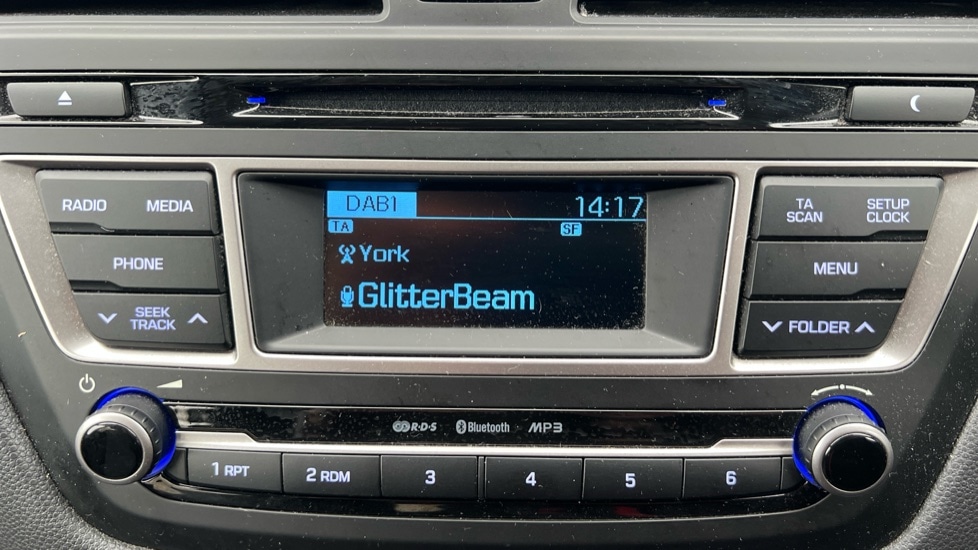 RADIO MEDIA
PHONE
SEEK
TRACK
DAB1 14:17
TA SF
York
GlitterBeam
TA
SCAN
SETUP
CLOCK
MENU
FOLDER
R·D·S Bluetooth MP3
1 RPT 2 RDM 3 4 5 6